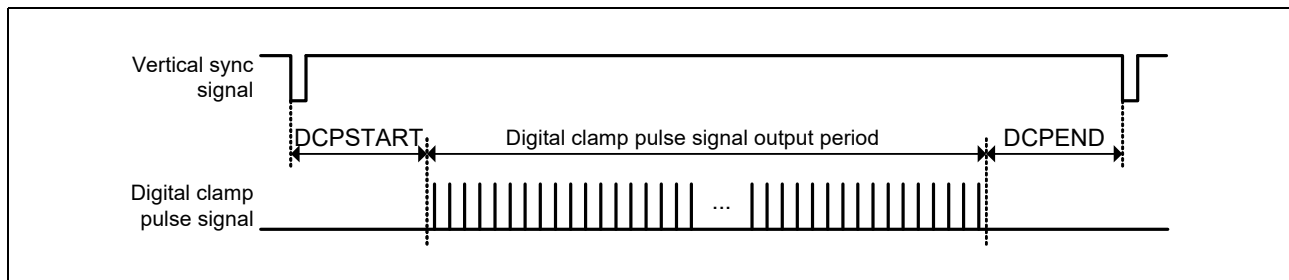 Vertical sync
signal
DCPSTART
Digital clamp pulse signal output period
DCPEND
Digital clamp
pulse signal
...